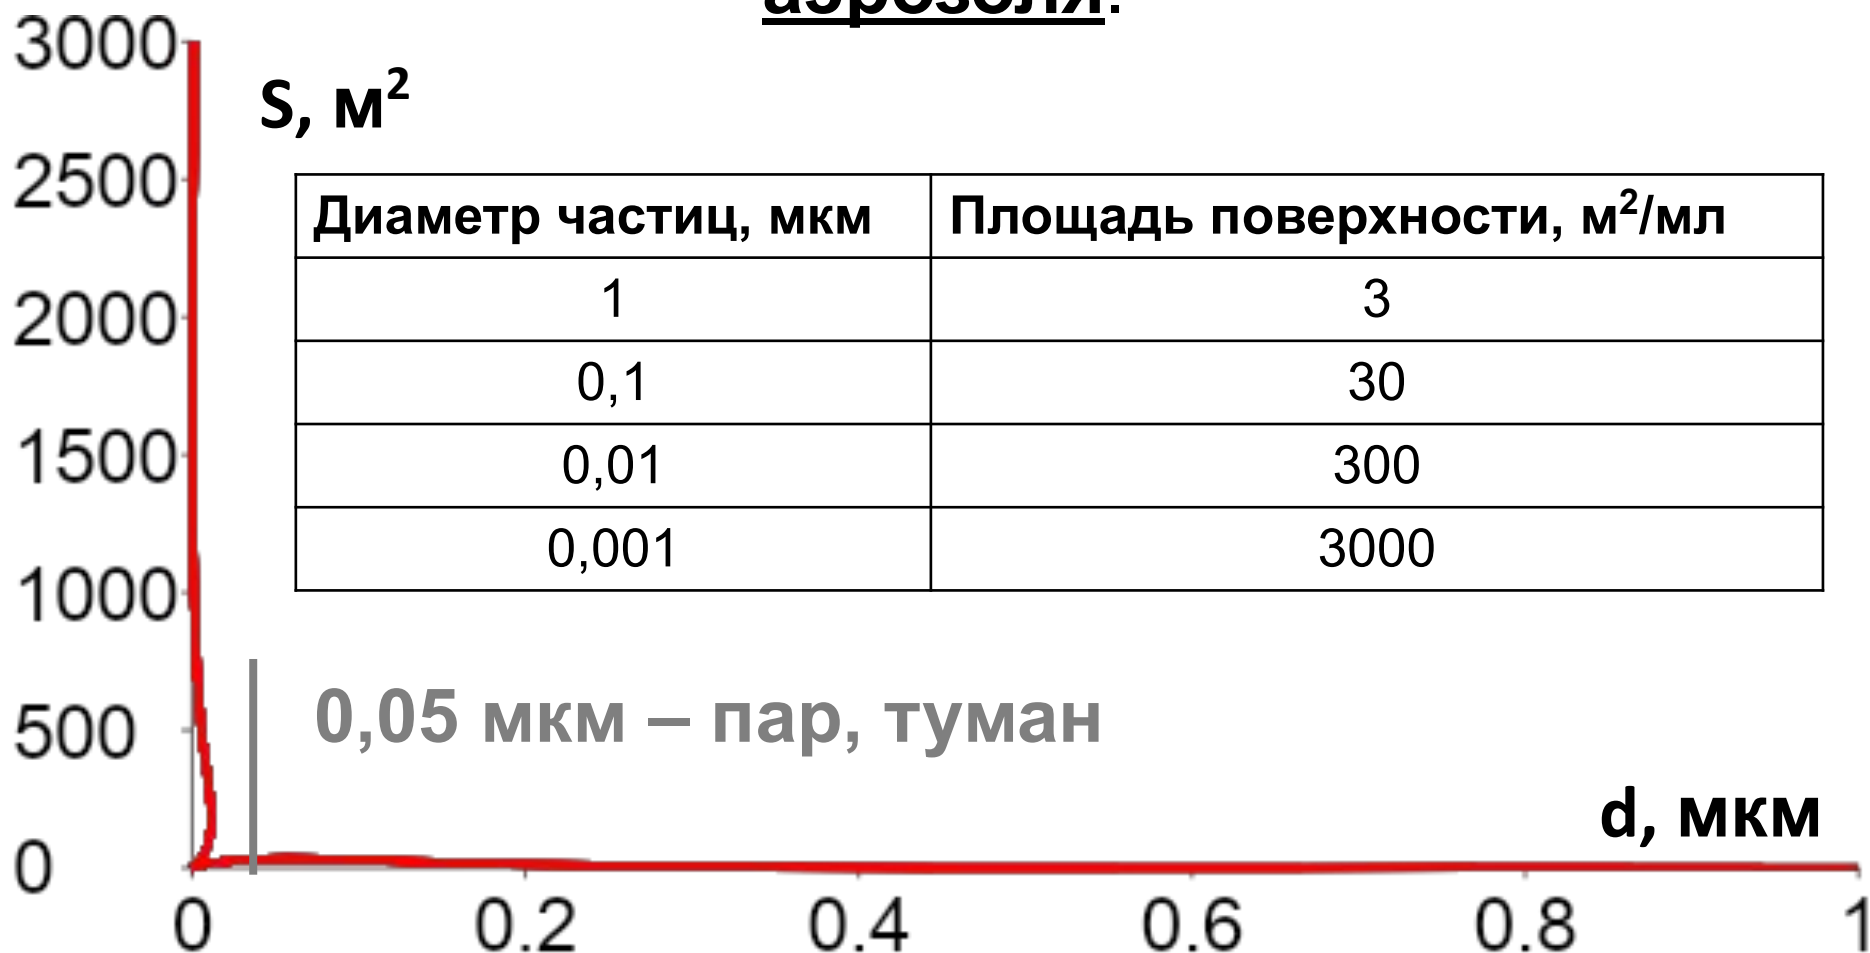 аэрозоля.
3000
S, м²
2500
Диаметр частиц, мкм Площадь поверхности, м²/мл
1 3
2000
0,1 30
1500
0,01 300
0,001 3000
1000
500
0,05 мкм – пар, туман
d, мкм
0
0 0.2 0.4 0.6 0.8 1